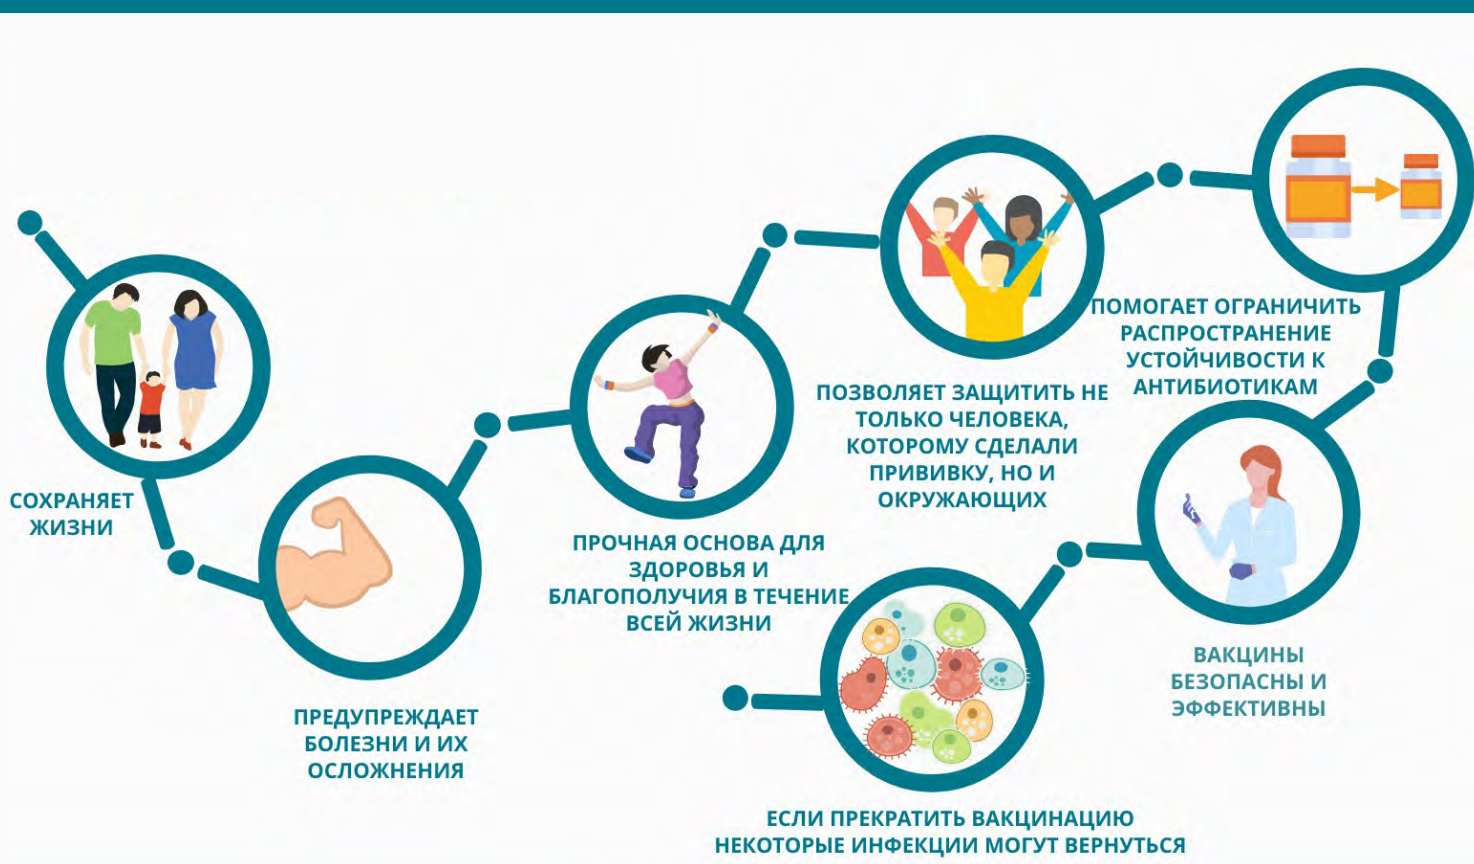 СОХРАНЯЕТ
ЖИЗНИ
ПРЕДУПРЕЖДАЕТ
БОЛЕЗНИ И ИХ
ОСЛОЖНЕНИЯ
ПРОЧНАЯ ОСНОВА ДЛЯ
ЗДОРОВЬЯ И
БЛАГОПОЛУЧИЯ В ТЕЧЕНИЕ
ВСЕЙ ЖИЗНИ
ПОЗВОЛЯЕТ ЗАЩИТИТЬ НЕ
ТОЛЬКО ЧЕЛОВЕКА,
КОТОРОМУ СДЕЛАЛИ
ПРИВИВКУ, НО И
ОКРУЖАЮЩИХ
ПОМОГАЕТ ОГРАНИЧИТЬ
РАСПРОСТРАНЕНИЕ
УСТОЙЧИВОСТИ К
АНТИБИОТИКАМ
ВАКЦИНЫ
БЕЗОПАСНЫ И
ЭФФЕКТИВНЫ
ЕСЛИ ПРЕКРАТИТЬ ВАКЦИНАЦИЮ
НЕКОТОРЫЕ ИНФЕКЦИИ МОГУТ ВЕРНУТЬСЯ